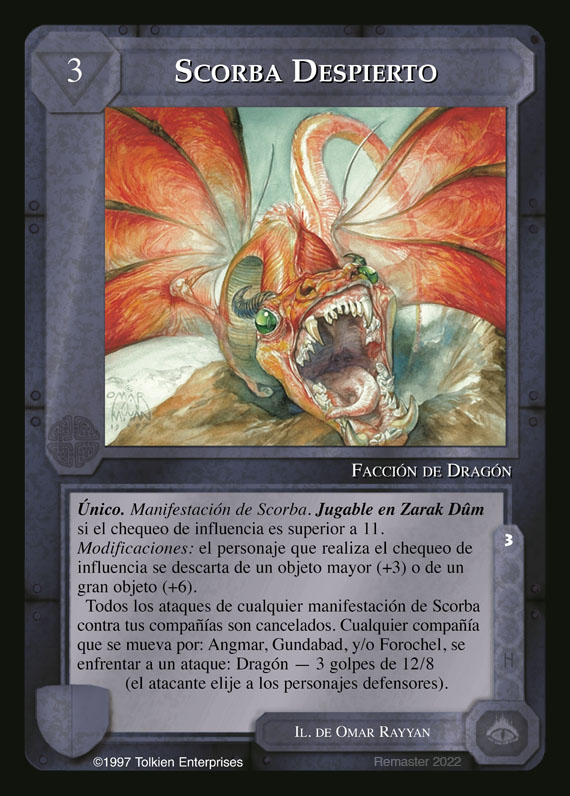 3
SCORBA DESPIERTO
OMAR
RAYYAN
FACCIÓN DE DRAGÓN
Único. Manifestación de Scorba. Jugable en Zarak Dûm
si el chequeo de influencia es superior a 11.
Modificaciones: el personaje que realiza el chequeo de
influencia se descarta de un objeto mayor (+3) o de un
gran objeto (+6).
Todos los ataques de cualquier manifestación de Scorba
contra tus compañías son cancelados. Cualquier compañía
que se mueva por: Angmar, Gundabad, y/o Forochel, se
enfrentar a un ataque: Dragón — 3 golpes de 12/8
(el atacante elije a los personajes defensores).
3
H
IL. DE OMAR RAYYAN
©1997 Tolkien Enterprises
Remaster 2022